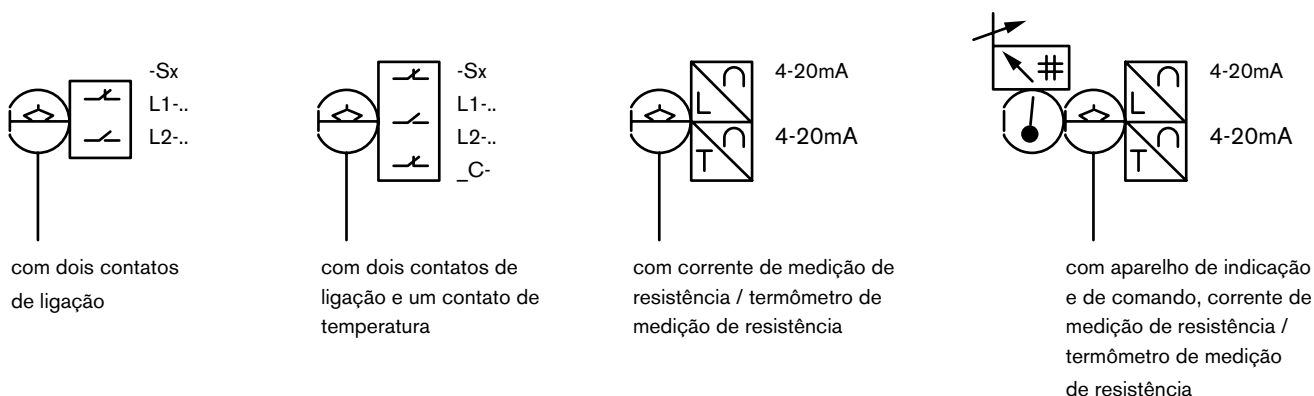 -Sx
L1-..
L2-..
com dois contatos
de ligação
-Sx
L1-..
L2-..
_C-
com dois contatos de
ligação e um contato de
temperatura
L
T
4-20mA
4-20mA
com corrente de medição de
resistência / termômetro de
medição de resistência
#
L
T
4-20mA
4-20mA
com aparelho de indicação
e de comando, corrente de
medição de resistência /
termômetro de medição
de resistência